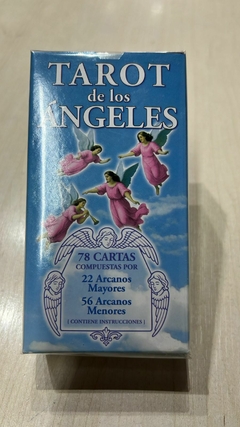 TAROT
de los
ÁNGELES
78 CARTAS
COMPUESTAS POR
22 Arcanos
Mayores
56 Arcanos
Menores
[ CONTIENE INSTRUCCIONES ]